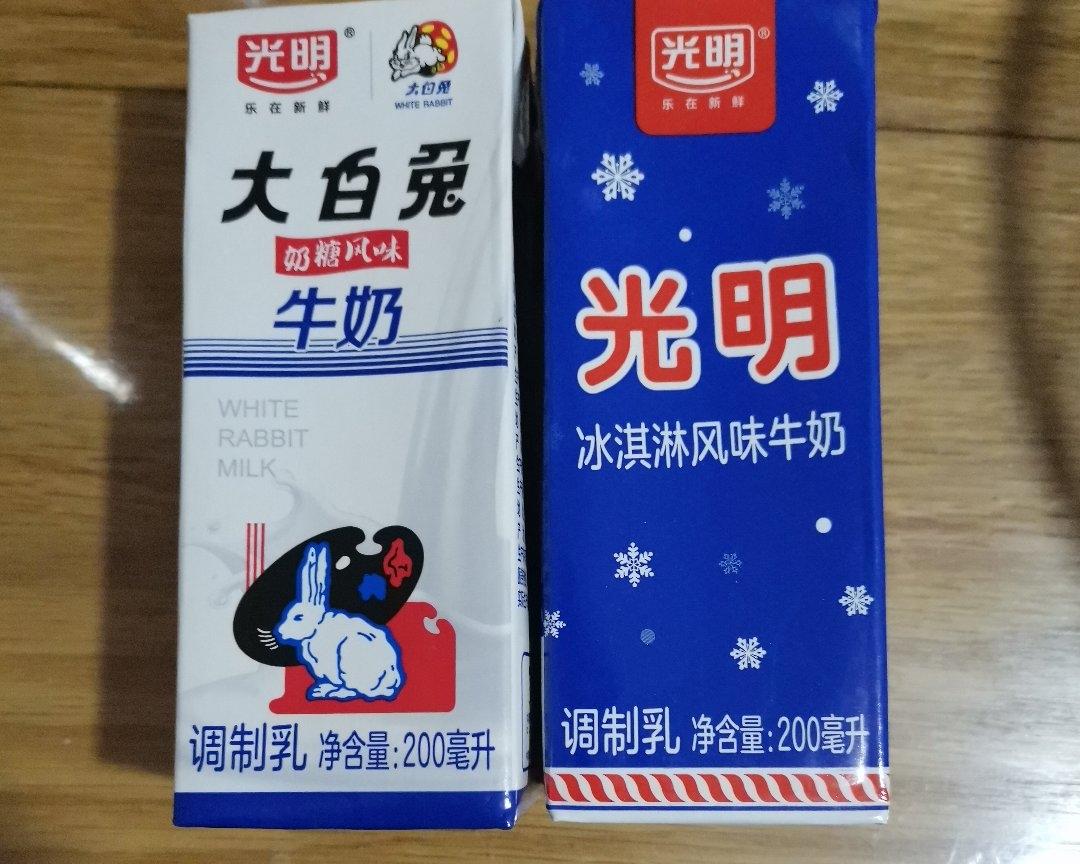 光明®
乐在新鲜
大白兔
WHITE RABBIT
大白兔
奶糖风味
牛奶
WHITE
RABBIT
MILK
调制乳 净含量:200毫升
光明®
乐在新鲜
光明
冰淇淋风味牛奶
调制乳 净含量:200毫升